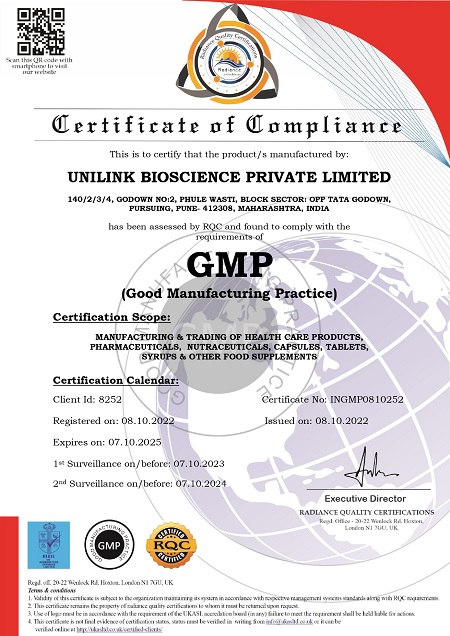 Scan this QR code with
smartphone to visit
our website
Radiance Quality Certification
Radiance
Certificate of Compliance
This is to certify that the product/s manufactured by:
UNILINK BIOSCIENCE PRIVATE LIMITED
140/2/3/4, GODOWN NO:2, PHULE WASTI, BLOCK SECTOR: OPP TATA GODOWN,
PURSUING, PUNE- 412308, MAHARASHTRA, INDIA
has been assessed by RQC and found to comply with the
requirements of
GMP
(Good Manufacturing Practice)
Certification Scope:
MANUFACTURING & TRADING OF HEALTH CARE PRODUCTS,
PHARMACEUTICALS, NUTRACEUTICALS, CAPSULES, TABLETS,
SYRUPS & OTHER FOOD SUPPLEMENTS
Certification Calendar:
Client Id: 8252
Certificate No: INGMP0810252
Registered on: 08.10.2022
Issued on: 08.10.2022
Expires on: 07.10.2025
1st Surveillance on/before: 07.10.2023
2nd Surveillance on/before: 07.10.2024
Executive Director
RADIANCE QUALITY CERTIFICATIONS
Regd. Office - 20-22 Wenlock Rd, Hoxton,
London N1 7GU, UK
GOOD MANUFACTURING PRACTICE
GMP
CERTIFIED
RQC
CERTIFIED
Regd. off. 20-22 Wenlock Rd, Hoxton, London N1 7GU, UK
Terms & conditions
1. Validity of this certificate is subject to the organization maintaining its system in accordance with respective management systems standards along with RQC requirements.
2. This certificate remains the property of radiance quality certifications to whom it must be returned upon request.
3. Use of logo must be in accordance with the requirement of the UKASL accredation board (in any) failure to meet the requirement shall be held liable for actions.
4. This certificate is not final evidence of certification status, status must be verified in writing from info@ukasltd.co.uk or it can be
verified online at http://ukasltd.co.uk/certified-clients/